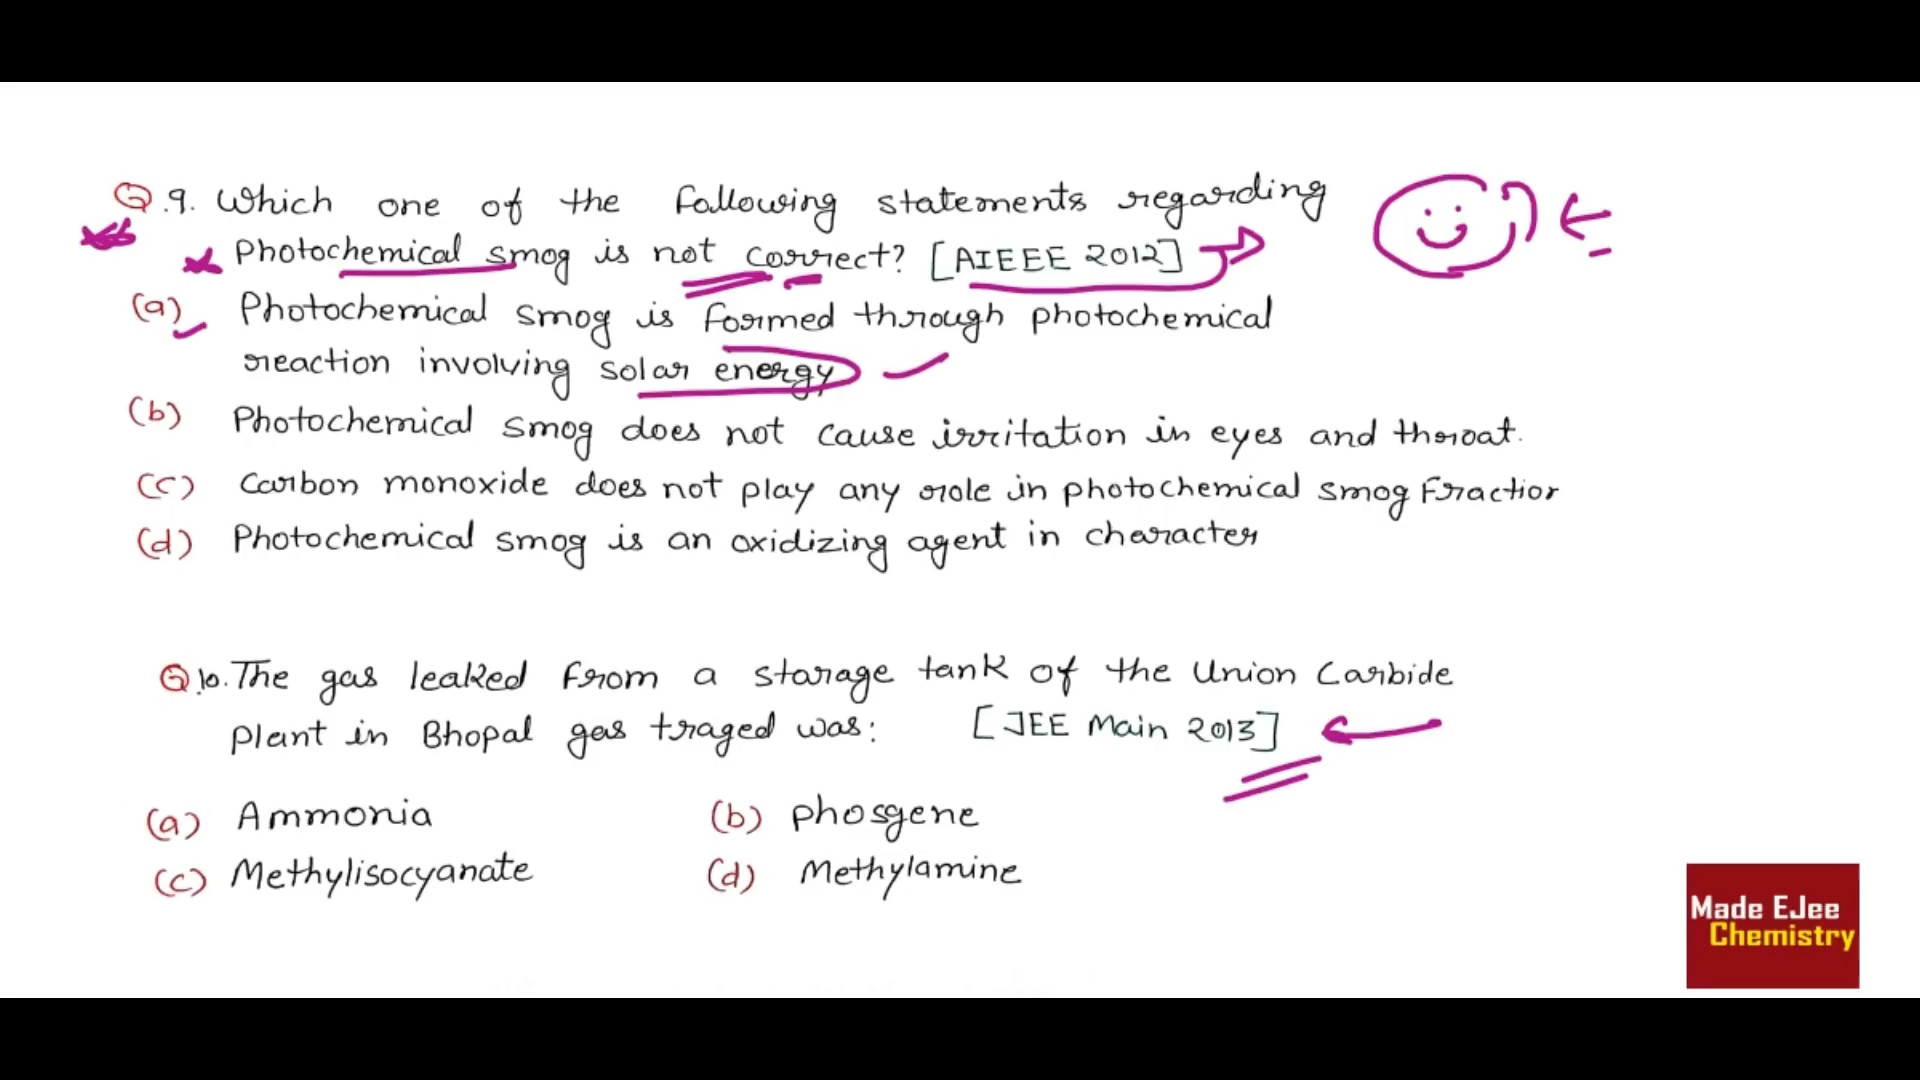 Q.9. Which one of the following statements regarding
Photochemical smog is not correct? [AIEEE 2012]
(a) Photochemical smog is formed through photochemical
reaction involving solar energy
(b) Photochemical smog does not cause irritation in eyes and throat.
(c) Carbon monoxide does not play any role in photochemical smog Fraction
(d) Photochemical smog is an oxidizing agent in character
Q.10. The gas leaked from a storage tank of the Union Carbide
Plant in Bhopal gas traged was: [JEE Main 2013]
(a) Ammonia (b) phosgene
(c) Methylisocyanate (d) Methylamine
Made EJee
Chemistry